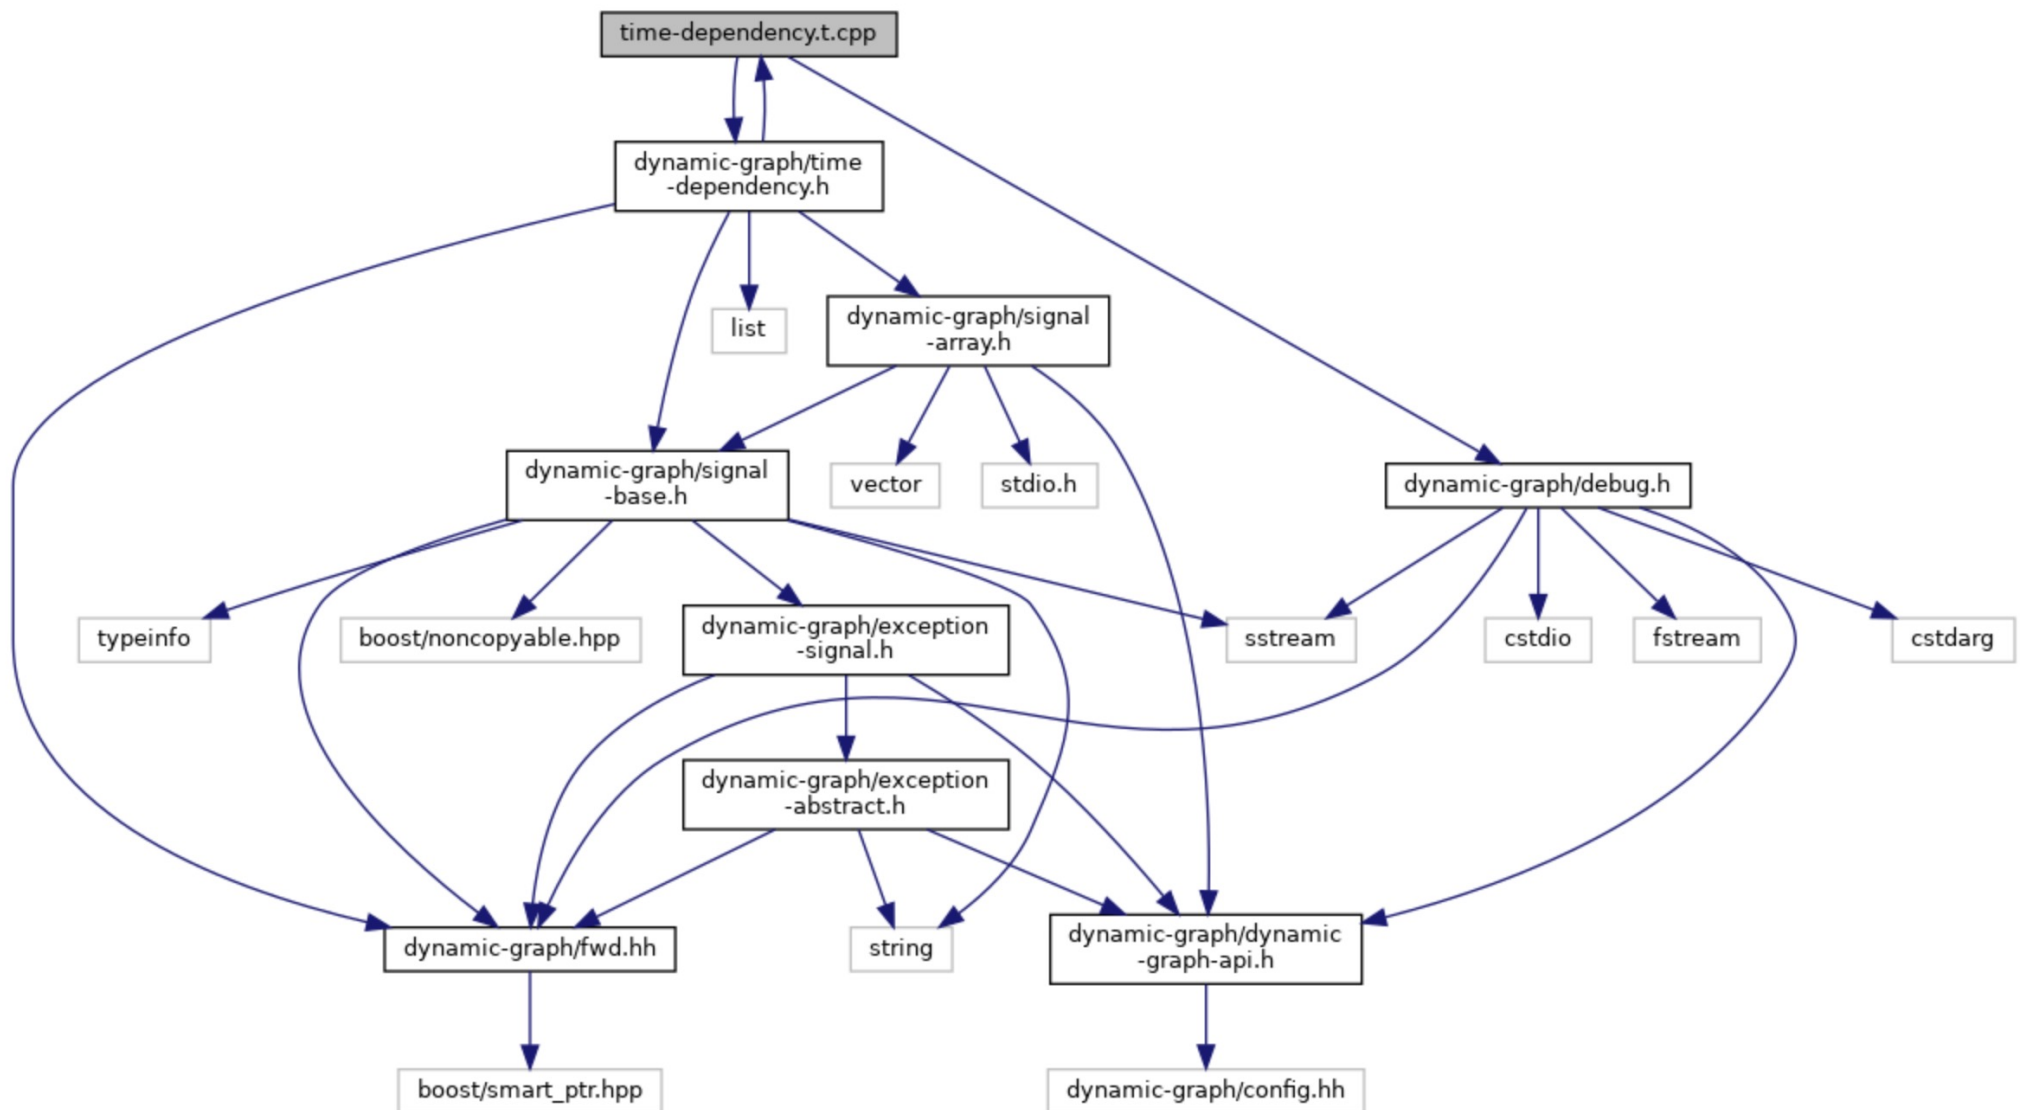 time-dependency.t.cpp
dynamic-graph/time
-dependency.h
list
dynamic-graph/signal
-array.h
dynamic-graph/signal
-base.h
vector
stdio.h
dynamic-graph/debug.h
typeinfo
boost/noncopyable.hpp
dynamic-graph/exception
-signal.h
sstream
cstdio
fstream
cstdarg
dynamic-graph/exception
-abstract.h
dynamic-graph/fwd.hh
string
dynamic-graph/dynamic
-graph-api.h
boost/smart_ptr.hpp
dynamic-graph/config.hh